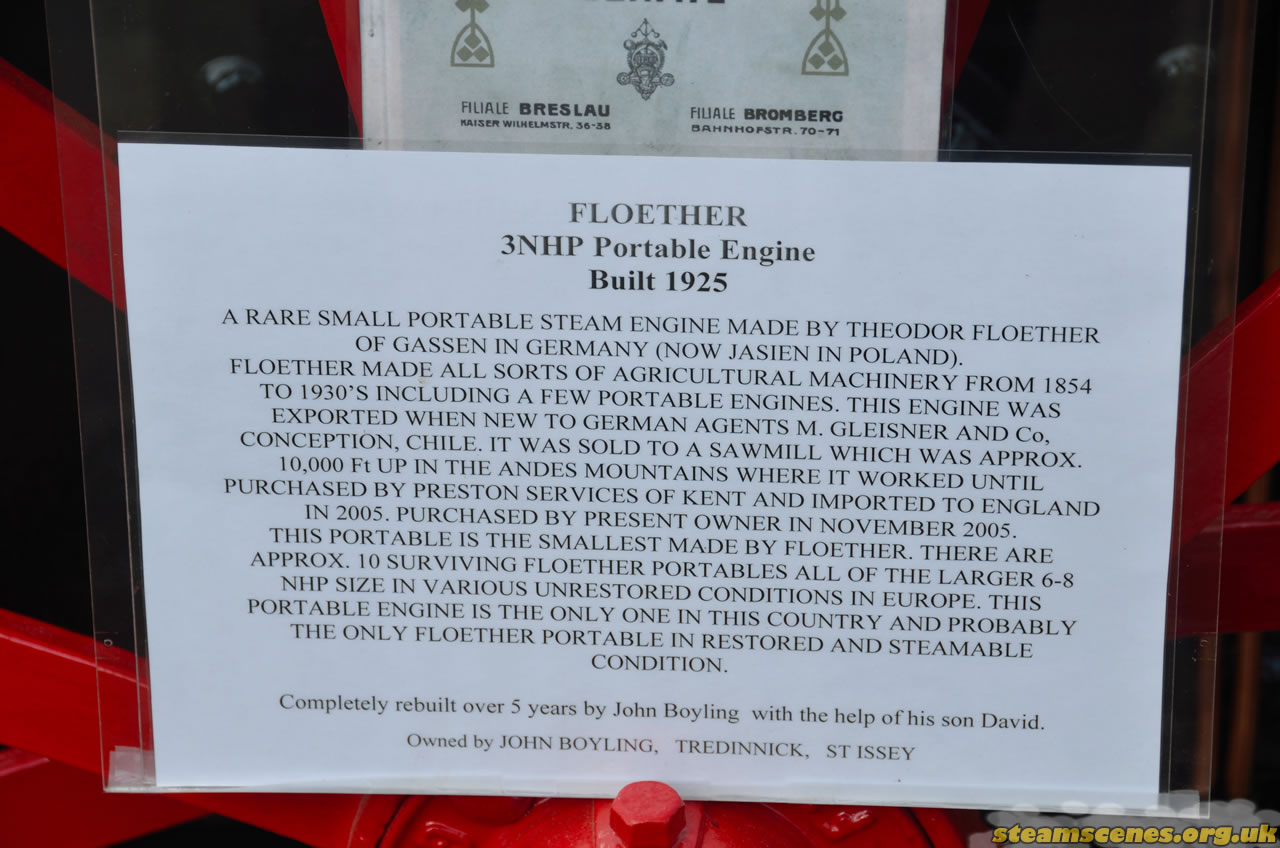 FILIALE BRESLAU
KAISER WILHELMSTR. 36-38
FILIALE BROMBERG
BAHNHOFSTR. 70-71
FLOETHER
3NHP Portable Engine
Built 1925
A RARE SMALL PORTABLE STEAM ENGINE MADE BY THEODOR FLOETHER
OF GASSEN IN GERMANY (NOW JASIEN IN POLAND).
FLOETHER MADE ALL SORTS OF AGRICULTURAL MACHINERY FROM 1854
TO 1930'S INCLUDING A FEW PORTABLE ENGINES. THIS ENGINE WAS
EXPORTED WHEN NEW TO GERMAN AGENTS M. GLEISNER AND Co,
CONCEPTION, CHILE. IT WAS SOLD TO A SAWMILL WHICH WAS APPROX.
10,000 Ft UP IN THE ANDES MOUNTAINS WHERE IT WORKED UNTIL
PURCHASED BY PRESTON SERVICES OF KENT AND IMPORTED TO ENGLAND
IN 2005. PURCHASED BY PRESENT OWNER IN NOVEMBER 2005.
THIS PORTABLE IS THE SMALLEST MADE BY FLOETHER. THERE ARE
APPROX. 10 SURVIVING FLOETHER PORTABLES ALL OF THE LARGER 6-8
NHP SIZE IN VARIOUS UNRESTORED CONDITIONS IN EUROPE. THIS
PORTABLE ENGINE IS THE ONLY ONE IN THIS COUNTRY AND PROBABLY
THE ONLY FLOETHER PORTABLE IN RESTORED AND STEAMABLE
CONDITION.
Completely rebuilt over 5 years by John Boyling with the help of his son David.
Owned by JOHN BOYLING, TREDINNICK, ST ISSEY
steamscenes.org.uk